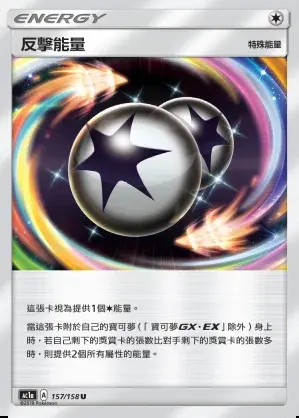 ENERGY
反擊能量
特殊能量
這張卡視為提供1個能量。
當這張卡附於自己的寶可夢(「寶可夢GX・EX」除外)身上
時,若自己剩下的獎賞卡的張數比對手剩下的獎賞卡的張數多
時,則提供2個所有屬性的能量。
AC1a A 157/158 U
©2018 Pokémon